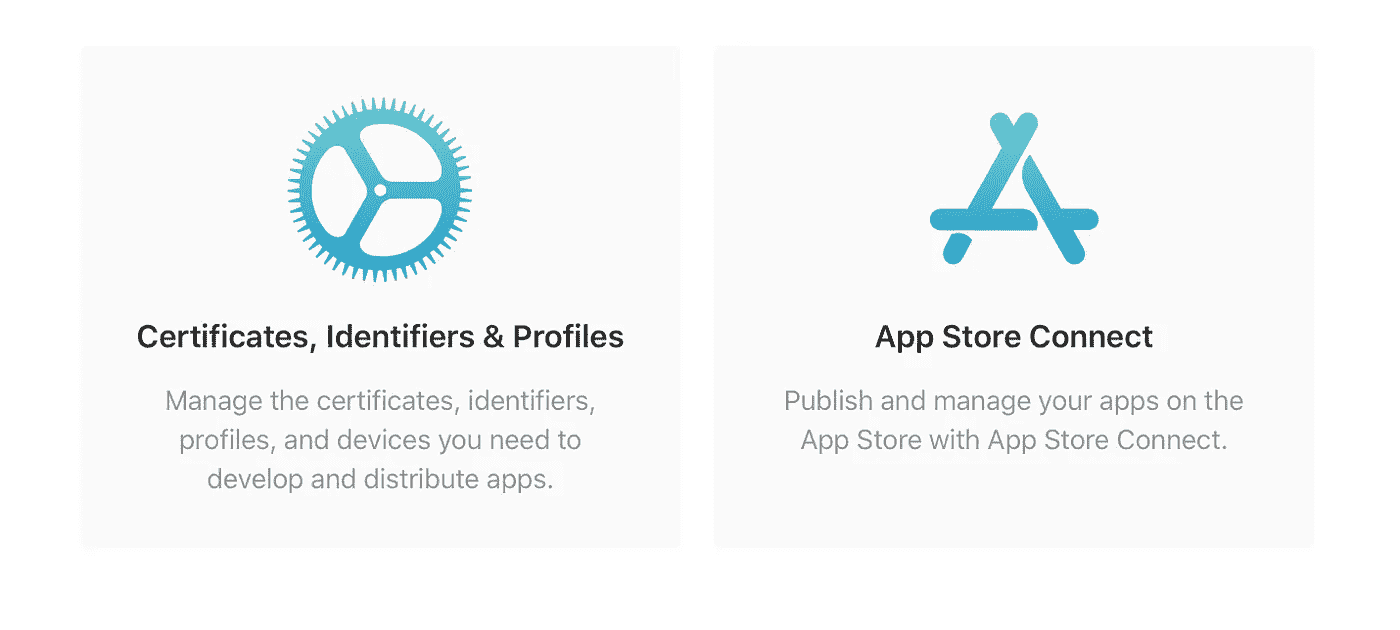 Certificates, Identifiers & Profiles
Manage the certificates, identifiers,
profiles, and devices you need to
develop and distribute apps.
App Store Connect
Publish and manage your apps on the
App Store with App Store Connect.